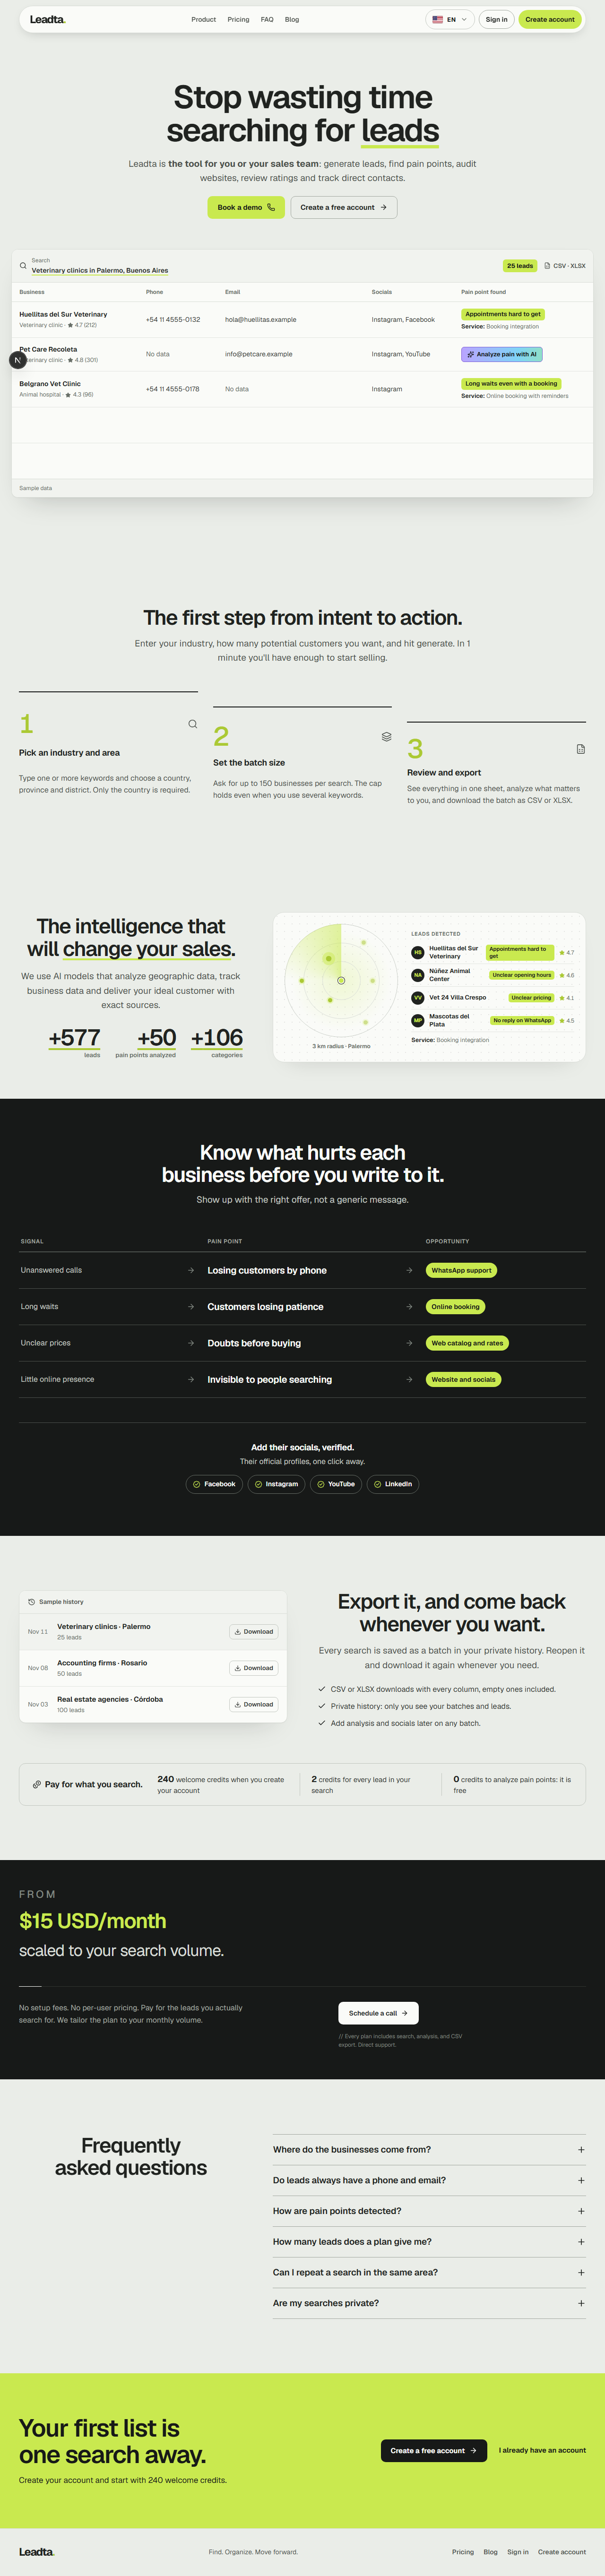 Leadta.
Product Pricing FAQ Blog
EN
Sign in
Create account
Stop wasting time
searching for leads
Leadta is the tool for you or your sales team: generate leads, find pain points, audit
websites, review ratings and track direct contacts.
Book a demo
Create a free account
Search
Veterinary clinics in Palermo, Buenos Aires
25 leads
CSV · XLSX
Business Phone Email Socials Pain point found
Huellitas del Sur Veterinary
Veterinary clinic · ★ 4.7 (212)
+54 11 4555-0132
hola@huellitas.example
Instagram, Facebook
Appointments hard to get
Service: Booking integration
Pet Care Recoleta
erinary clinic · ★ 4.8 (301)
N
No data
info@petcare.example
Instagram, YouTube
Analyze pain with AI
Belgrano Vet Clinic
Animal hospital · ★ 4.3 (96)
+54 11 4555-0178
No data
Instagram
Long waits even with a booking
Service: Online booking with reminders
Sample data
The first step from intent to action.
Enter your industry, how many potential customers you want, and hit generate. In 1
minute you'll have enough to start selling.
1
Pick an industry and area
Type one or more keywords and choose a country,
province and district. Only the country is required.
2
Set the batch size
Ask for up to 150 businesses per search. The cap
holds even when you use several keywords.
3
Review and export
See everything in one sheet, analyze what matters
to you, and download the batch as CSV or XLSX.
The intelligence that
will change your sales.
We use AI models that analyze geographic data, track
business data and deliver your ideal customer with
exact sources.
+577
leads
+50
pain points analyzed
+106
categories
3 km radius · Palermo
LEADS DETECTED
HS
Huellitas del Sur
Veterinary
Appointments hard to
get
★ 4.7
NA
Núñez Animal
Center
Unclear opening hours
★ 4.6
VV
Vet 24 Villa Crespo
Unclear pricing
★ 4.1
MP
Mascotas del
Plata
No reply on WhatsApp
★ 4.5
Service: Booking integration
Know what hurts each
business before you write to it.
Show up with the right offer, not a generic message.
SIGNAL PAIN POINT OPPORTUNITY
Unanswered calls → Losing customers by phone → WhatsApp support
Long waits → Customers losing patience → Online booking
Unclear prices → Doubts before buying → Web catalog and rates
Little online presence → Invisible to people searching → Website and socials
Add their socials, verified.
Their official profiles, one click away.
Facebook
Instagram
YouTube
LinkedIn
Sample history
Nov 11
Veterinary clinics · Palermo
25 leads
Download
Nov 08
Accounting firms · Rosario
50 leads
Download
Nov 03
Real estate agencies · Córdoba
100 leads
Download
Export it, and come back
whenever you want.
Every search is saved as a batch in your private history. Reopen it
and download it again whenever you need.
CSV or XLSX downloads with every column, empty ones included.
Private history: only you see your batches and leads.
Add analysis and socials later on any batch.
Pay for what you search.
240 welcome credits when you create
your account
2 credits for every lead in your
search
0 credits to analyze pain points: it is
free
FROM
$15 USD/month
scaled to your search volume.
No setup fees. No per-user pricing. Pay for the leads you actually
search for. We tailor the plan to your monthly volume.
Schedule a call →
// Every plan includes search, analysis, and CSV
export. Direct support.
Frequently
asked questions
Where do the businesses come from?
Do leads always have a phone and email?
How are pain points detected?
How many leads does a plan give me?
Can I repeat a search in the same area?
Are my searches private?
Your first list is
one search away.
Create your account and start with 240 welcome credits.
Create a free account →
I already have an account
Leadta.
Find. Organize. Move forward.
Pricing Blog Sign in Create account